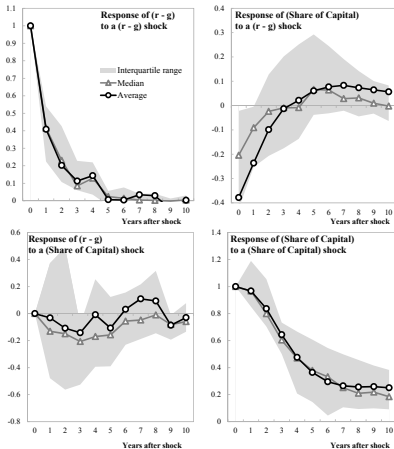 Response of (r - g)
to a (r - g) shock
1.1
1
0.9
0.8
0.7
0.6
0.5
0.4
0.3
0.2
0.1
0
Interquartile range
Median
Average
0 1 2 3 4 5 6 7 8 9 10
Years after shock
Response of (Share of Capital)
to a (r - g) shock
0.4
0.3
0.2
0.1
0
-0.1
-0.2
-0.3
-0.4
0 1 2 3 4 5 6 7 8 9 10
Years after shock
Response of (r - g)
to a (Share of Capital) shock
0.6
0.4
0.2
0
-0.2
-0.4
-0.6
-0.8
0 1 2 3 4 5 6 7 8 9 10
Years after shock
Response of (Share of Capital)
to a (Share of Capital) shock
1.4
1.2
1
0.8
0.6
0.4
0.2
0
0 1 2 3 4 5 6 7 8 9 10
Years after shock